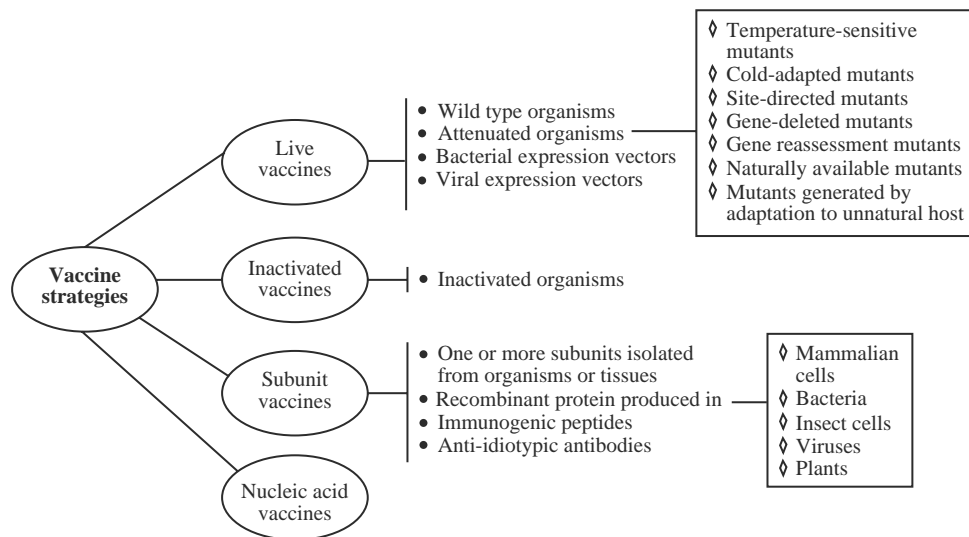 Vaccine
strategies
Live
vaccines
• Wild type organisms
• Attenuated organisms
• Bacterial expression vectors
• Viral expression vectors
◊ Temperature-sensitive
mutants
◊ Cold-adapted mutants
◊ Site-directed mutants
◊ Gene-deleted mutants
◊ Gene reassessment mutants
◊ Naturally available mutants
◊ Mutants generated by
adaptation to unnatural host
Inactivated
vaccines
• Inactivated organisms
Subunit
vaccines
• One or more subunits isolated
from organisms or tissues
• Recombinant protein produced in
• Immunogenic peptides
• Anti-idiotypic antibodies
◊ Mammalian
cells
◊ Bacteria
◊ Insect cells
◊ Viruses
◊ Plants
Nucleic acid
vaccines